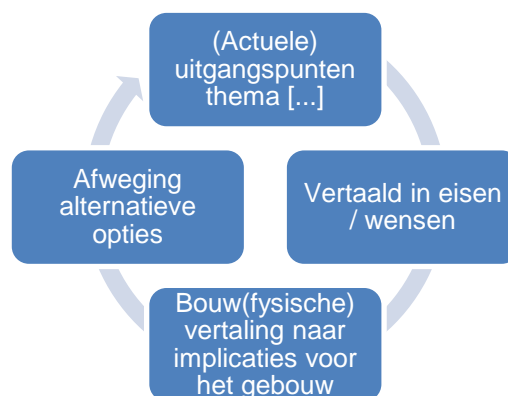 (Actuele)
uitgangspunten
thema [...]
Vertaald in eisen
/ wensen
Bouw(fysische)
vertaling naar
implicaties voor
het gebouw
Afweging
alternatieve
opties